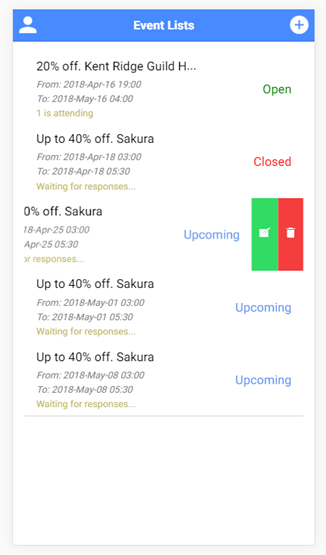 Event Lists
20% off. Kent Ridge Guild H...
From: 2018-Apr-16 19:00
To: 2018-May-16 04:00
1 is attending
Open
Up to 40% off. Sakura
From: 2018-Apr-18 03:00
To: 2018-Apr-18 05:30
Waiting for responses...
Closed
0% off. Sakura
18-Apr-25 03:00
Apr-25 05:30
or responses...
Upcoming
Up to 40% off. Sakura
From: 2018-May-01 03:00
To: 2018-May-01 05:30
Waiting for responses...
Upcoming
Up to 40% off. Sakura
From: 2018-May-08 03:00
To: 2018-May-08 05:30
Waiting for responses...
Upcoming